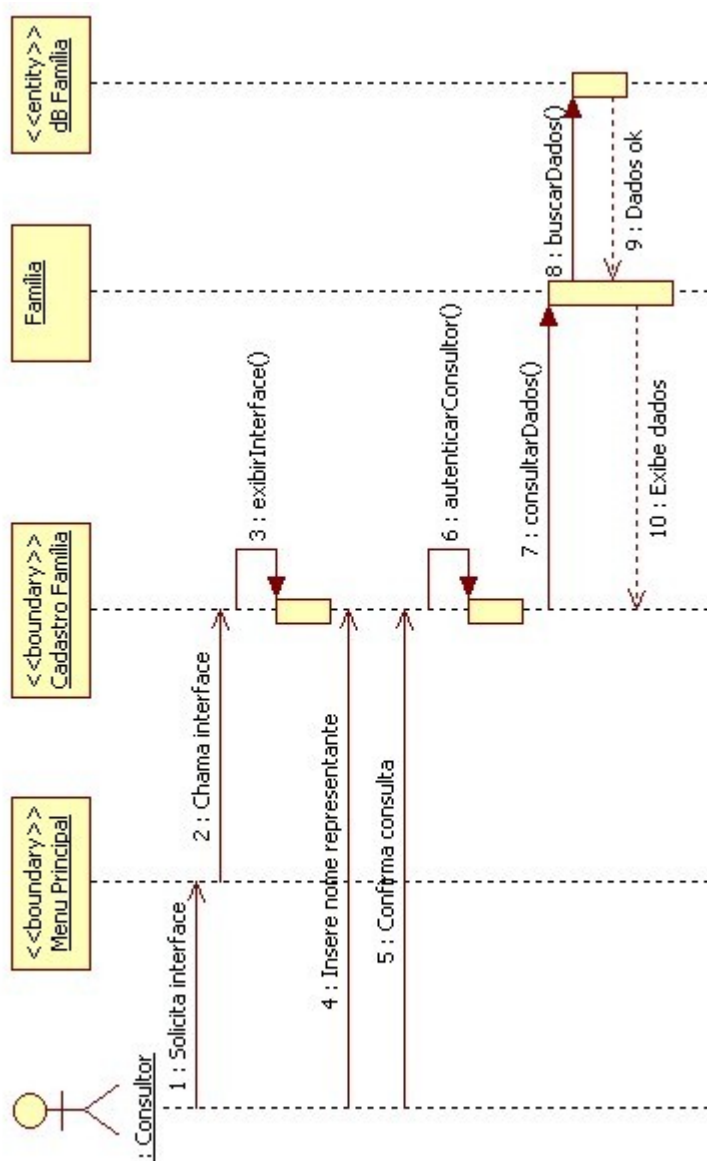 : Consultor
<<boundary>>
Menu Principal
<<boundary>>
Cadastro Família
Família
<<entity>>
dB Família
1 : Solicita interface
2 : Chama interface
3 : exibirInterface()
4 : Insere nome representante
5 : Confirma consulta
6 : autenticarConsultor()
7 : consultarDados()
8 : buscarDados()
9 : Dados ok
10 : Exibe dados